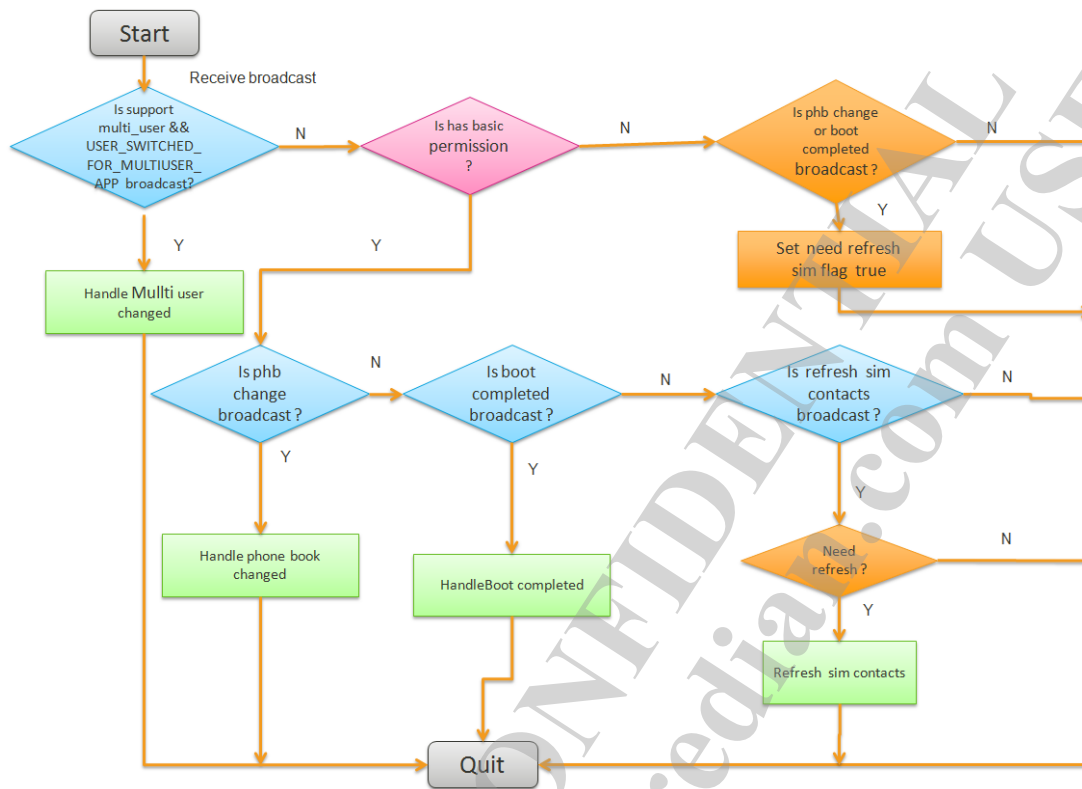 Start
Receive broadcast
Is support
multi_user &&
USER_SWITCHED_
FOR_MULTIUSER_
APP broadcast?
N
Is has basic
permission
?
N
Is phb change
or boot
completed
broadcast ?
N
Y
Y
Y
Handle Mullti user
changed
Set need refresh
sim flag true
Is phb
change
broadcast ?
N
Is boot
completed
broadcast ?
N
Is refresh sim
contacts
broadcast ?
N
Y
Y
Y
Handle phone book
changed
HandleBoot completed
Need
refresh ?
N
Y
Refresh sim contacts
Quit